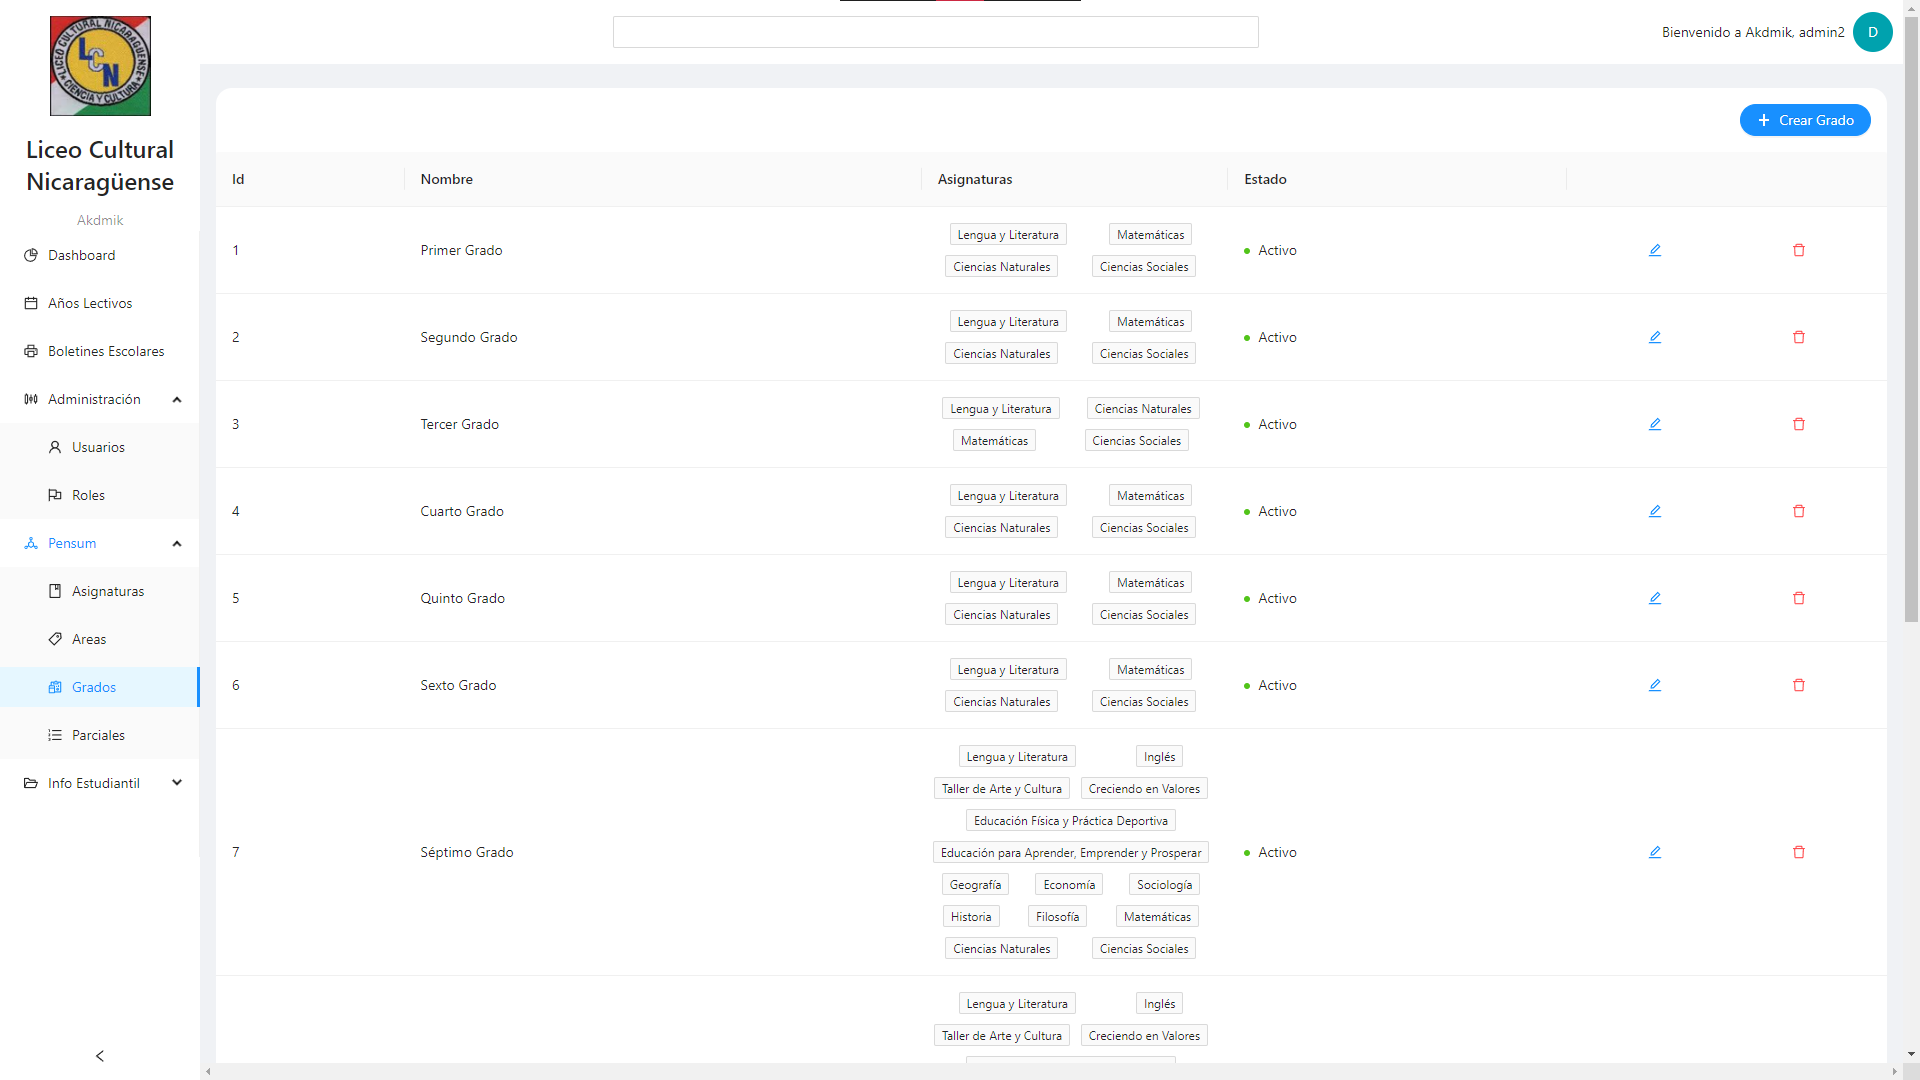 LICEO CULTURAL NICARAGUENSE
LCN
CIENCIA Y CULTURA
Liceo Cultural
Nicaragüense
Akdmik
Dashboard
Años Lectivos
Boletines Escolares
Administración
Usuarios
Roles
Pensum
Asignaturas
Areas
Grados
Parciales
Info Estudiantil
Bienvenido a Akdmik, admin2
D
Crear Grado
Id Nombre Asignaturas Estado
1 Primer Grado Activo
Lengua y Literatura Matemáticas
Ciencias Naturales Ciencias Sociales
2 Segundo Grado Activo
Lengua y Literatura Matemáticas
Ciencias Naturales Ciencias Sociales
3 Tercer Grado Activo
Lengua y Literatura Ciencias Naturales
Matemáticas Ciencias Sociales
4 Cuarto Grado Activo
Lengua y Literatura Matemáticas
Ciencias Naturales Ciencias Sociales
5 Quinto Grado Activo
Lengua y Literatura Matemáticas
Ciencias Naturales Ciencias Sociales
6 Sexto Grado Activo
Lengua y Literatura Matemáticas
Ciencias Naturales Ciencias Sociales
7 Séptimo Grado Activo
Lengua y Literatura Inglés
Taller de Arte y Cultura Creciendo en Valores
Educación Física y Práctica Deportiva
Educación para Aprender, Emprender y Prosperar
Geografía Economía Sociología
Historia Filosofía Matemáticas
Ciencias Naturales Ciencias Sociales
Lengua y Literatura Inglés
Taller de Arte y Cultura Creciendo en Valores